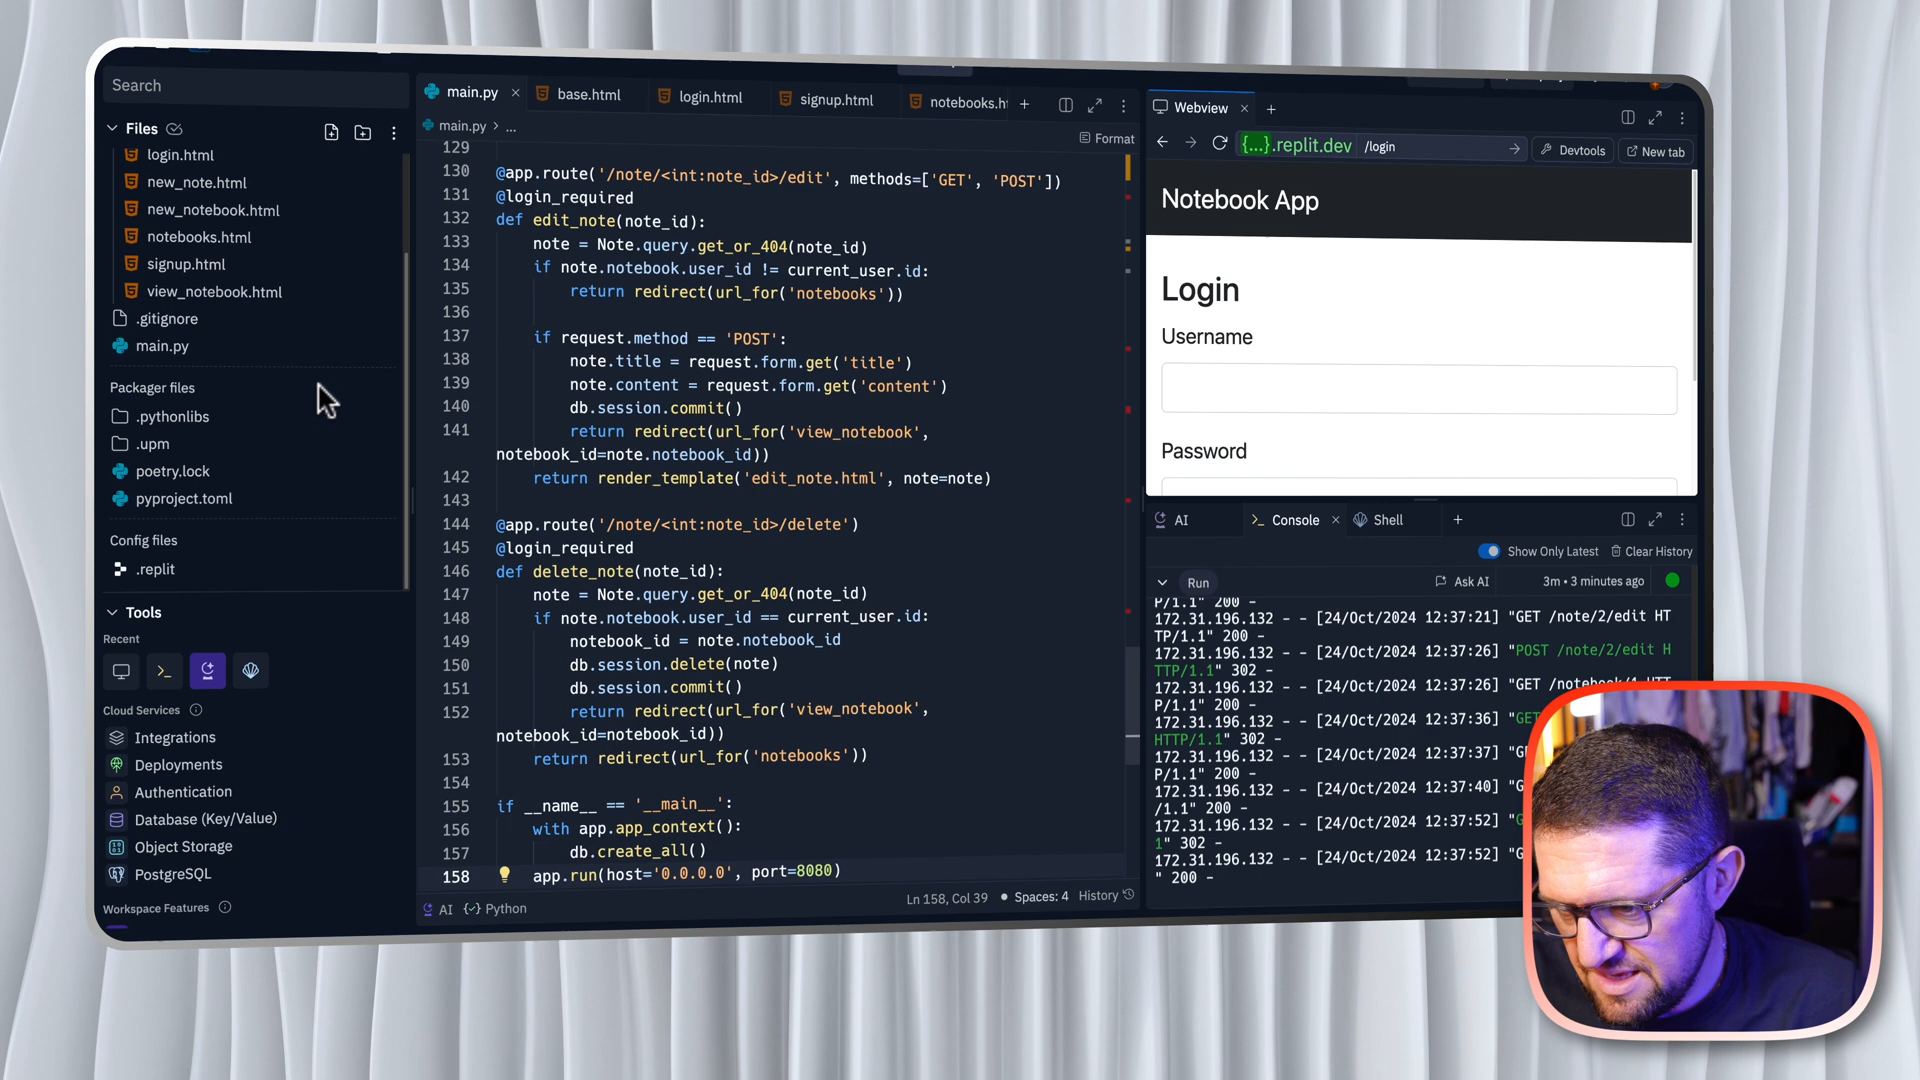 Search
Files
login.html
new_note.html
new_notebook.html
notebooks.html
signup.html
view_notebook.html
.gitignore
main.py
Packager files
.pythonlibs
.upm
poetry.lock
pyproject.toml
Config files
.replit
Tools
Recent
Cloud Services
Integrations
Deployments
Authentication
Database (Key/Value)
Object Storage
PostgreSQL
Workspace Features
main.py
base.html
login.html
signup.html
notebooks.h
main.py > ...
Format
129
130 @app.route('/note/<int:note_id>/edit', methods=['GET', 'POST'])
131 @login_required
132 def edit_note(note_id):
133 note = Note.query.get_or_404(note_id)
134 if note.notebook.user_id != current_user.id:
135 return redirect(url_for('notebooks'))
136
137 if request.method == 'POST':
138 note.title = request.form.get('title')
139 note.content = request.form.get('content')
140 db.session.commit()
141 return redirect(url_for('view_notebook',
notebook_id=note.notebook_id))
142 return render_template('edit_note.html', note=note)
143
144 @app.route('/note/<int:note_id>/delete')
145 @login_required
146 def delete_note(note_id):
147 note = Note.query.get_or_404(note_id)
148 if note.notebook.user_id == current_user.id:
149 notebook_id = note.notebook_id
150 db.session.delete(note)
151 db.session.commit()
152 return redirect(url_for('view_notebook',
notebook_id=notebook_id))
153 return redirect(url_for('notebooks'))
154
155 if __name__ == '__main__':
156 with app.app_context():
157 db.create_all()
158 app.run(host='0.0.0.0', port=8080)
AI Python
Ln 158, Col 39 Spaces: 4 History
Webview
{...}.replit.dev /login
Devtools
New tab
Notebook App
Login
Username
Password
AI
Console
Shell
Show Only Latest
Clear History
Run
Ask AI
3m • 3 minutes ago
P/1.1" 200 -
172.31.196.132 - - [24/Oct/2024 12:37:21] "GET /note/2/edit HT
TP/1.1" 200 -
172.31.196.132 - - [24/Oct/2024 12:37:26] "POST /note/2/edit H
TTP/1.1" 302 -
172.31.196.132 - - [24/Oct/2024 12:37:26] "GET /notebook/1 HTT
P/1.1" 200 -
172.31.196.132 - - [24/Oct/2024 12:37:36] "GET
HTTP/1.1" 302 -
172.31.196.132 - - [24/Oct/2024 12:37:37] "G
P/1.1" 200 -
172.31.196.132 - - [24/Oct/2024 12:37:40] "G
/1.1" 200 -
172.31.196.132 - - [24/Oct/2024 12:37:52] "G
1" 302 -
172.31.196.132 - - [24/Oct/2024 12:37:52] "G
" 200 -